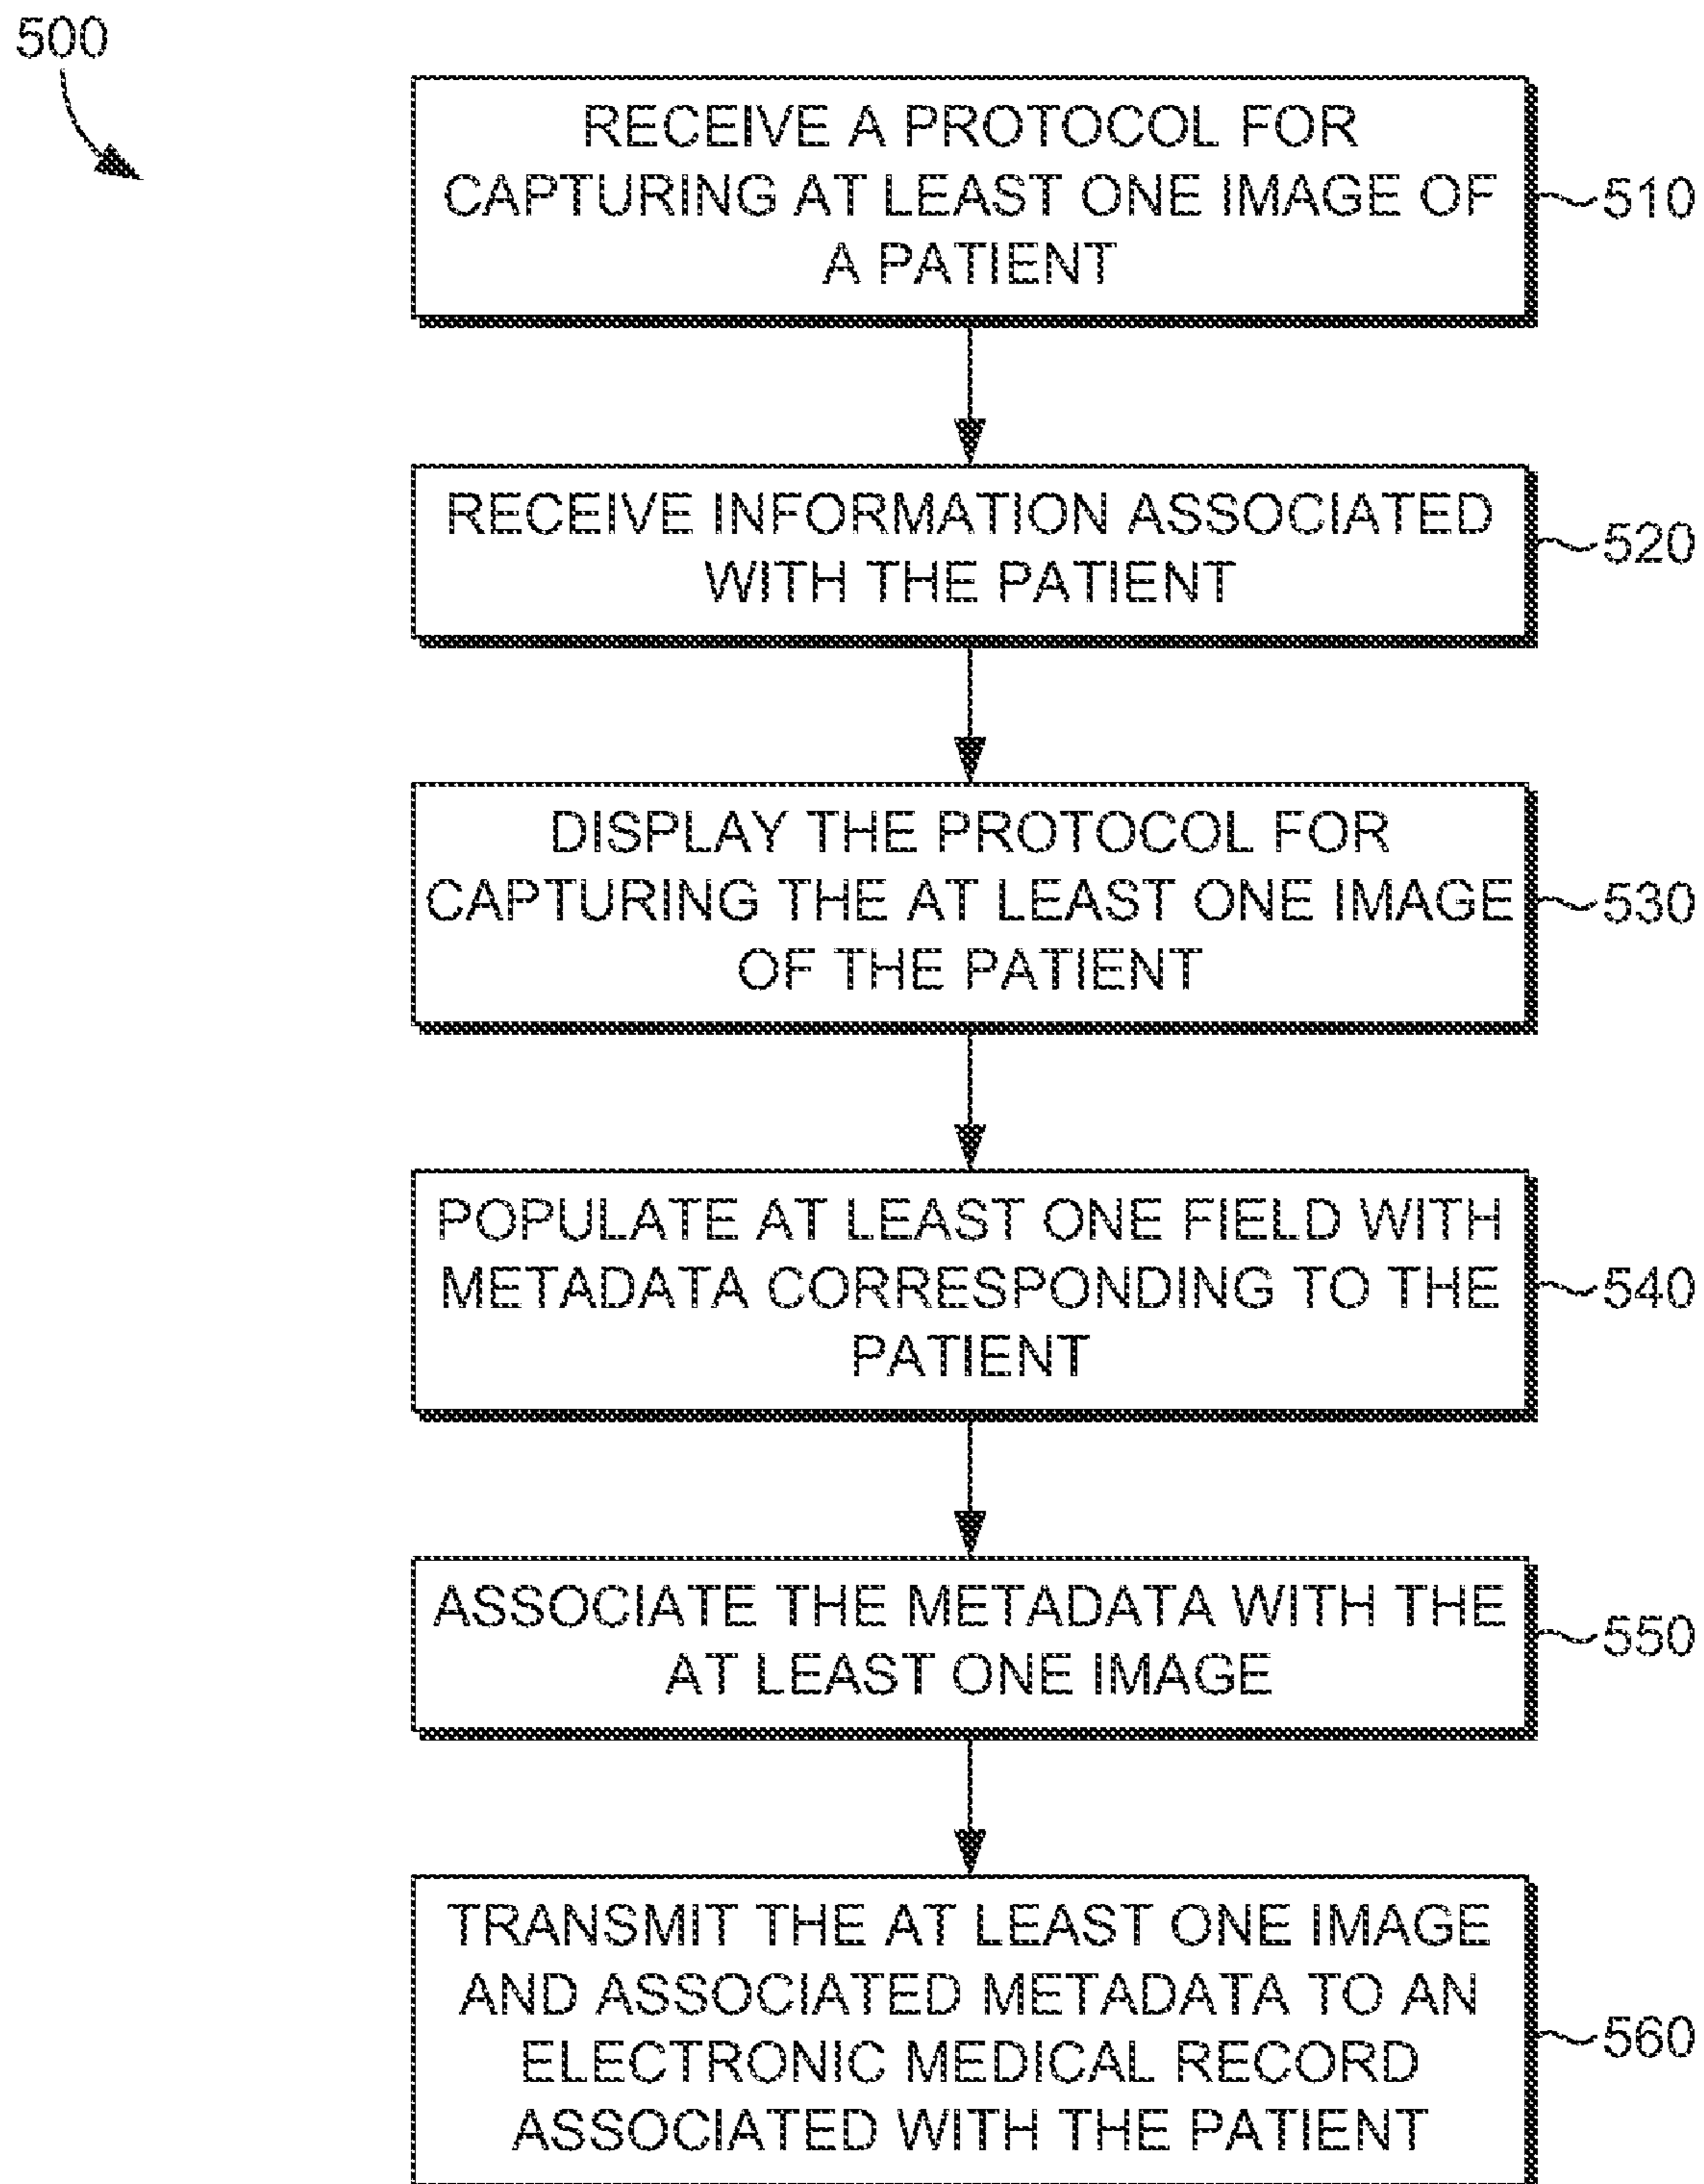 500
RECEIVE A PROTOCOL FOR
CAPTURING AT LEAST ONE IMAGE OF
A PATIENT
510
RECEIVE INFORMATION ASSOCIATED
WITH THE PATIENT
520
DISPLAY THE PROTOCOL FOR
CAPTURING THE AT LEAST ONE IMAGE
OF THE PATIENT
530
POPULATE AT LEAST ONE FIELD WITH
METADATA CORRESPONDING TO THE
PATIENT
540
ASSOCIATE THE METADATA WITH THE
AT LEAST ONE IMAGE
550
TRANSMIT THE AT LEAST ONE IMAGE
AND ASSOCIATED METADATA TO AN
ELECTRONIC MEDICAL RECORD
ASSOCIATED WITH THE PATIENT
560